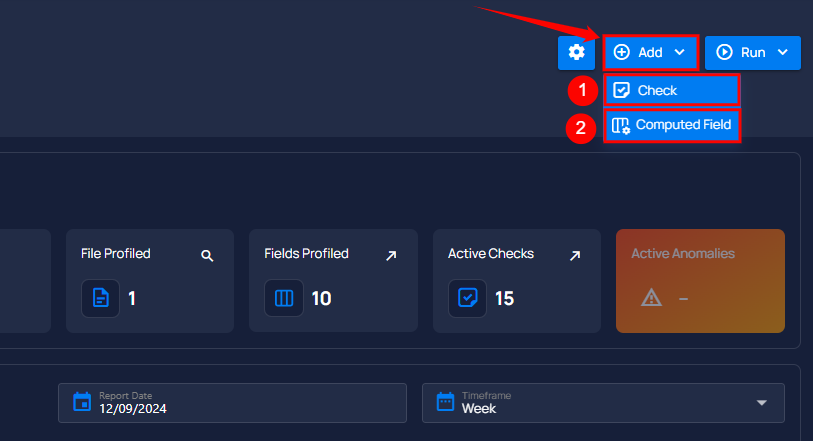 Add
Run
1
Check
2
Computed Field
File Profiled
1
Fields Profiled
10
Active Checks
15
Active Anomalies
–
Report Date
12/09/2024
Timeframe
Week